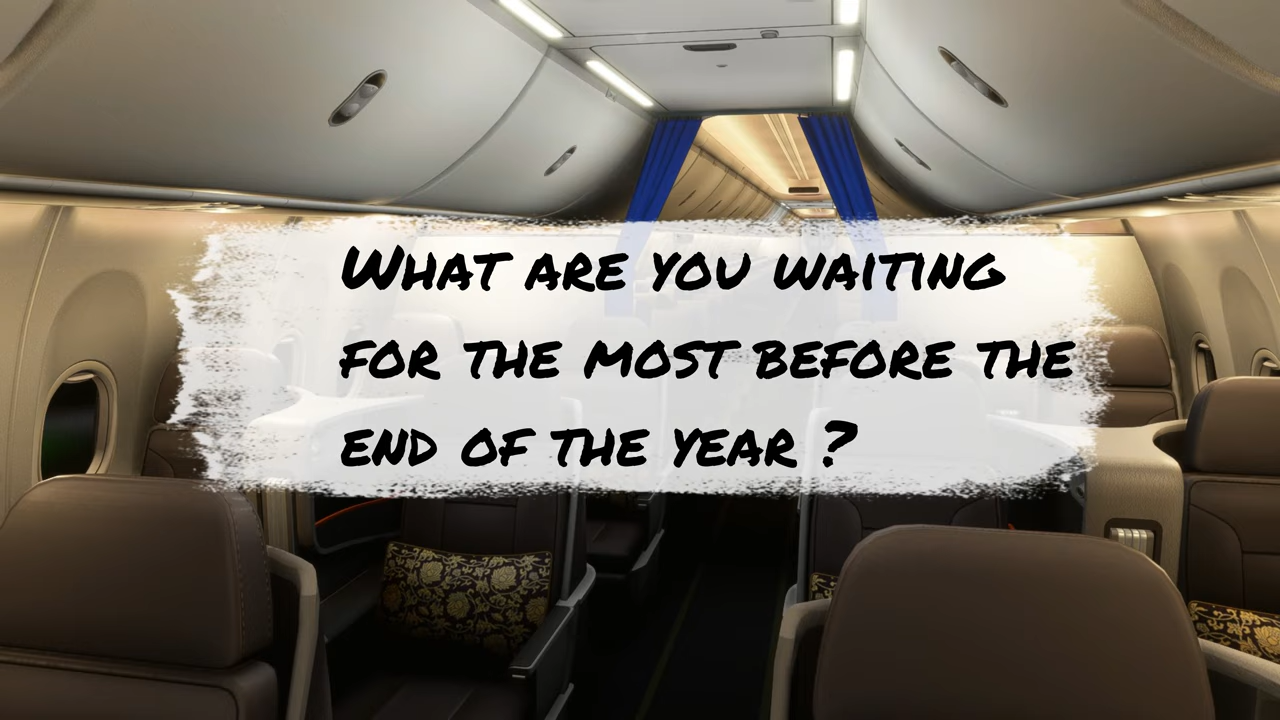 What are you waiting
for the most before the
end of the year ?